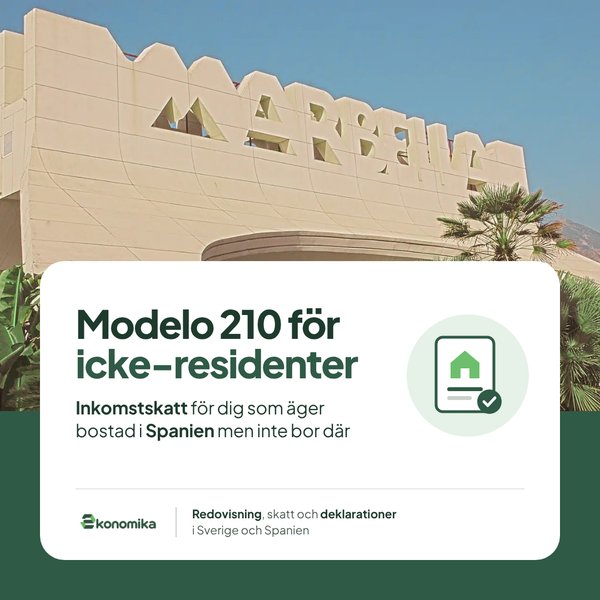 MARBELLA
Modelo 210 för
icke-residenter
Inkomstskatt för dig som äger
bostad i Spanien men inte bor där
Ekonomika
Redovisning, skatt och deklarationer
i Sverige och Spanien